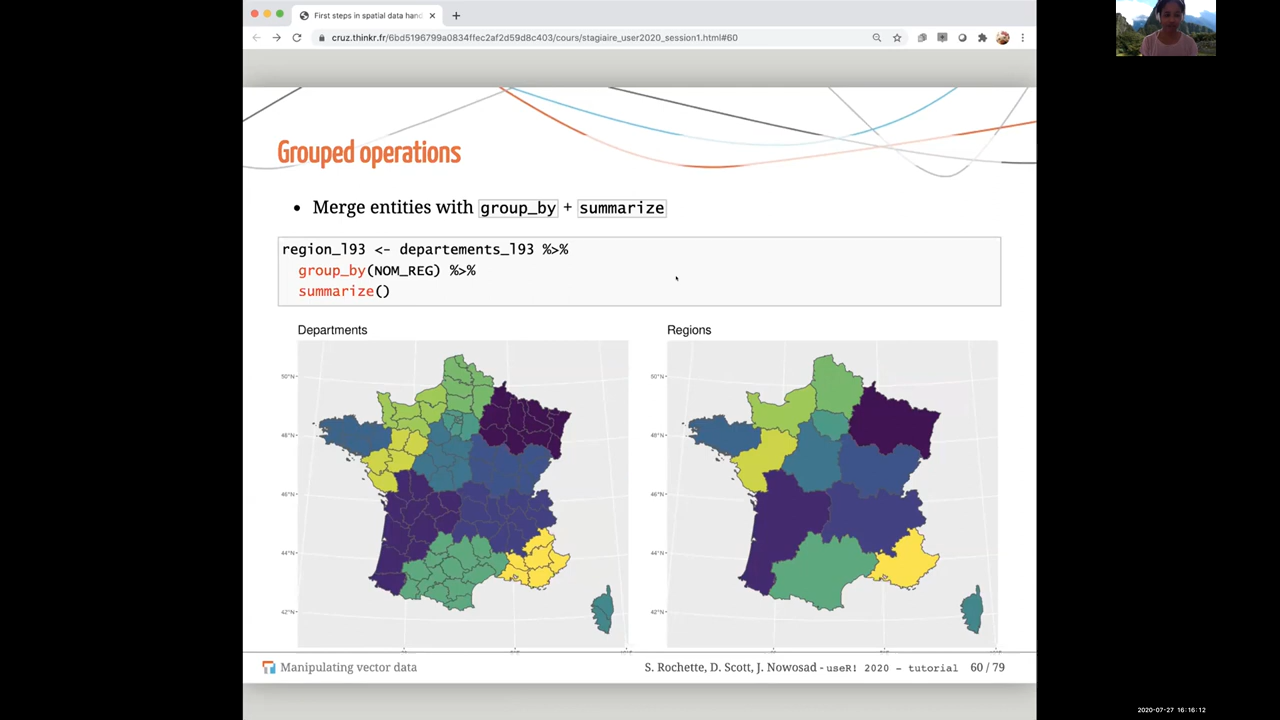 First steps in spatial data han
cruz.thinkr.fr/6bd5196799a0834ffec2af2d59d8c403/cours/stagiaire_user2020_session1.html#60
Grouped operations
• Merge entities with group_by + summarize
region_l93 <- departements_l93 %>%
group_by(NOM_REG) %>%
summarize()
Departments
Regions
50°N
48°N
46°N
44°N
42°N
50°N
48°N
46°N
44°N
42°N
Manipulating vector data
S. Rochette, D. Scott, J. Nowosad - useR! 2020 - tutorial 60 / 79
2020-07-27 16:16:12